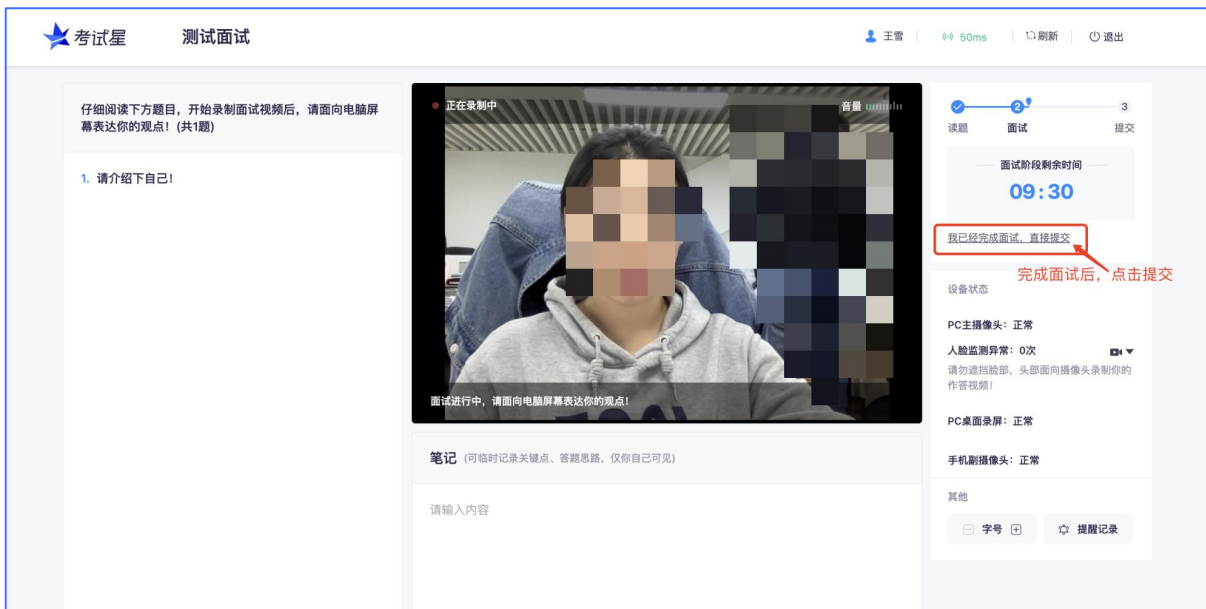 考试星
测试面试
王雪
50ms
刷新
退出
仔细阅读下方题目，开始录制面试视频后，请面向电脑屏
幕表达你的观点！(共1题)
1. 请介绍下自己！
正在录制中
音量
面试进行中，请面向电脑屏幕表达你的观点！
笔记 (可临时记录关键点、答题思路，仅你自己可见)
请输入内容
2
3
读题
面试
提交
面试阶段剩余时间
09:30
我已经完成面试，直接提交
完成面试后，点击提交
设备状态
PC主摄像头：正常
人脸监测异常：0次
请勿遮挡脸部，头部面向摄像头录制你的
作答视频！
PC桌面录屏：正常
手机副摄像头：正常
其他
字号
提醒记录